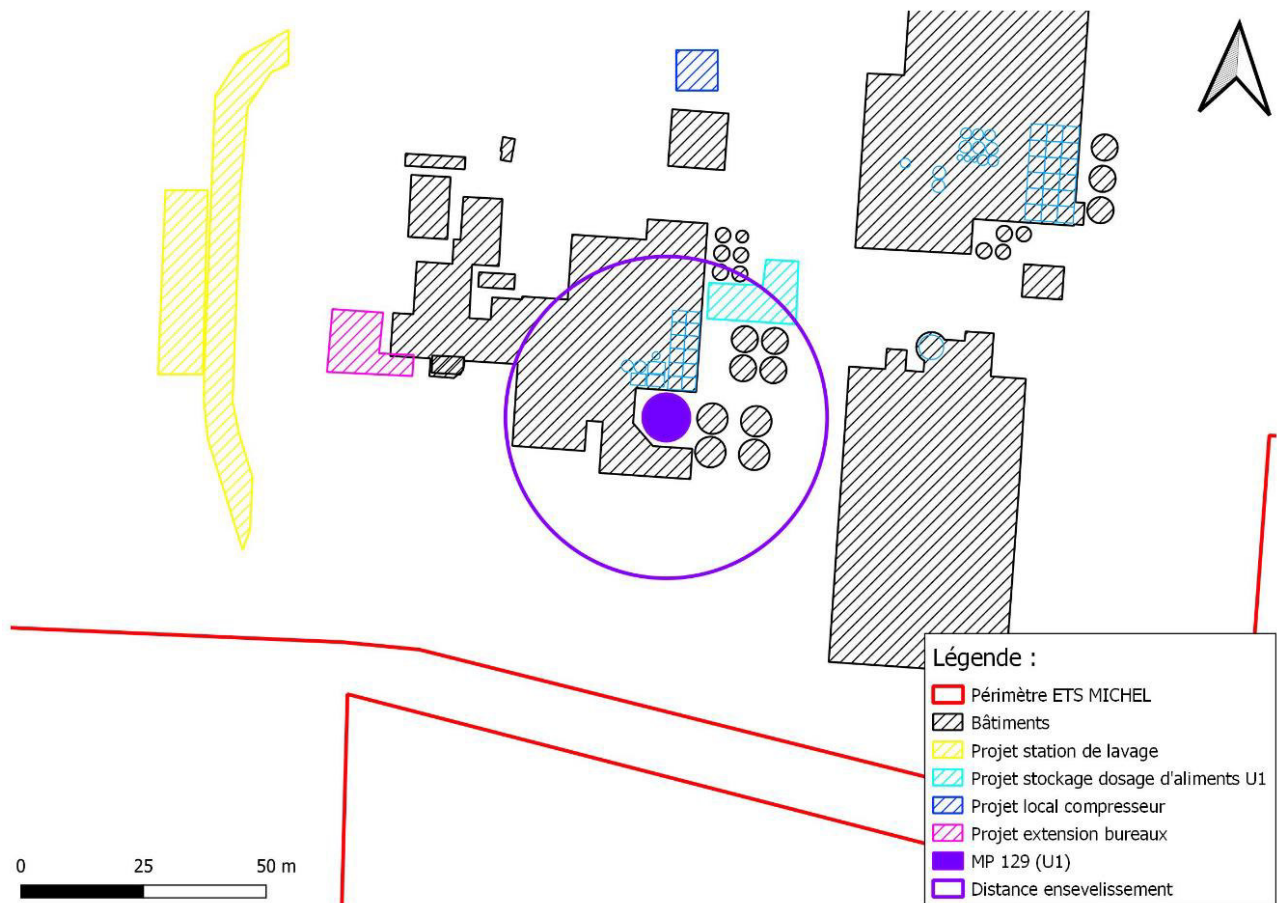 Légende :
Périmètre ETS MICHEL
Bâtiments
Projet station de lavage
Projet stockage dosage d'aliments U1
Projet local compresseur
Projet extension bureaux
MP 129 (U1)
Distance ensevelissement
0 25 50 m